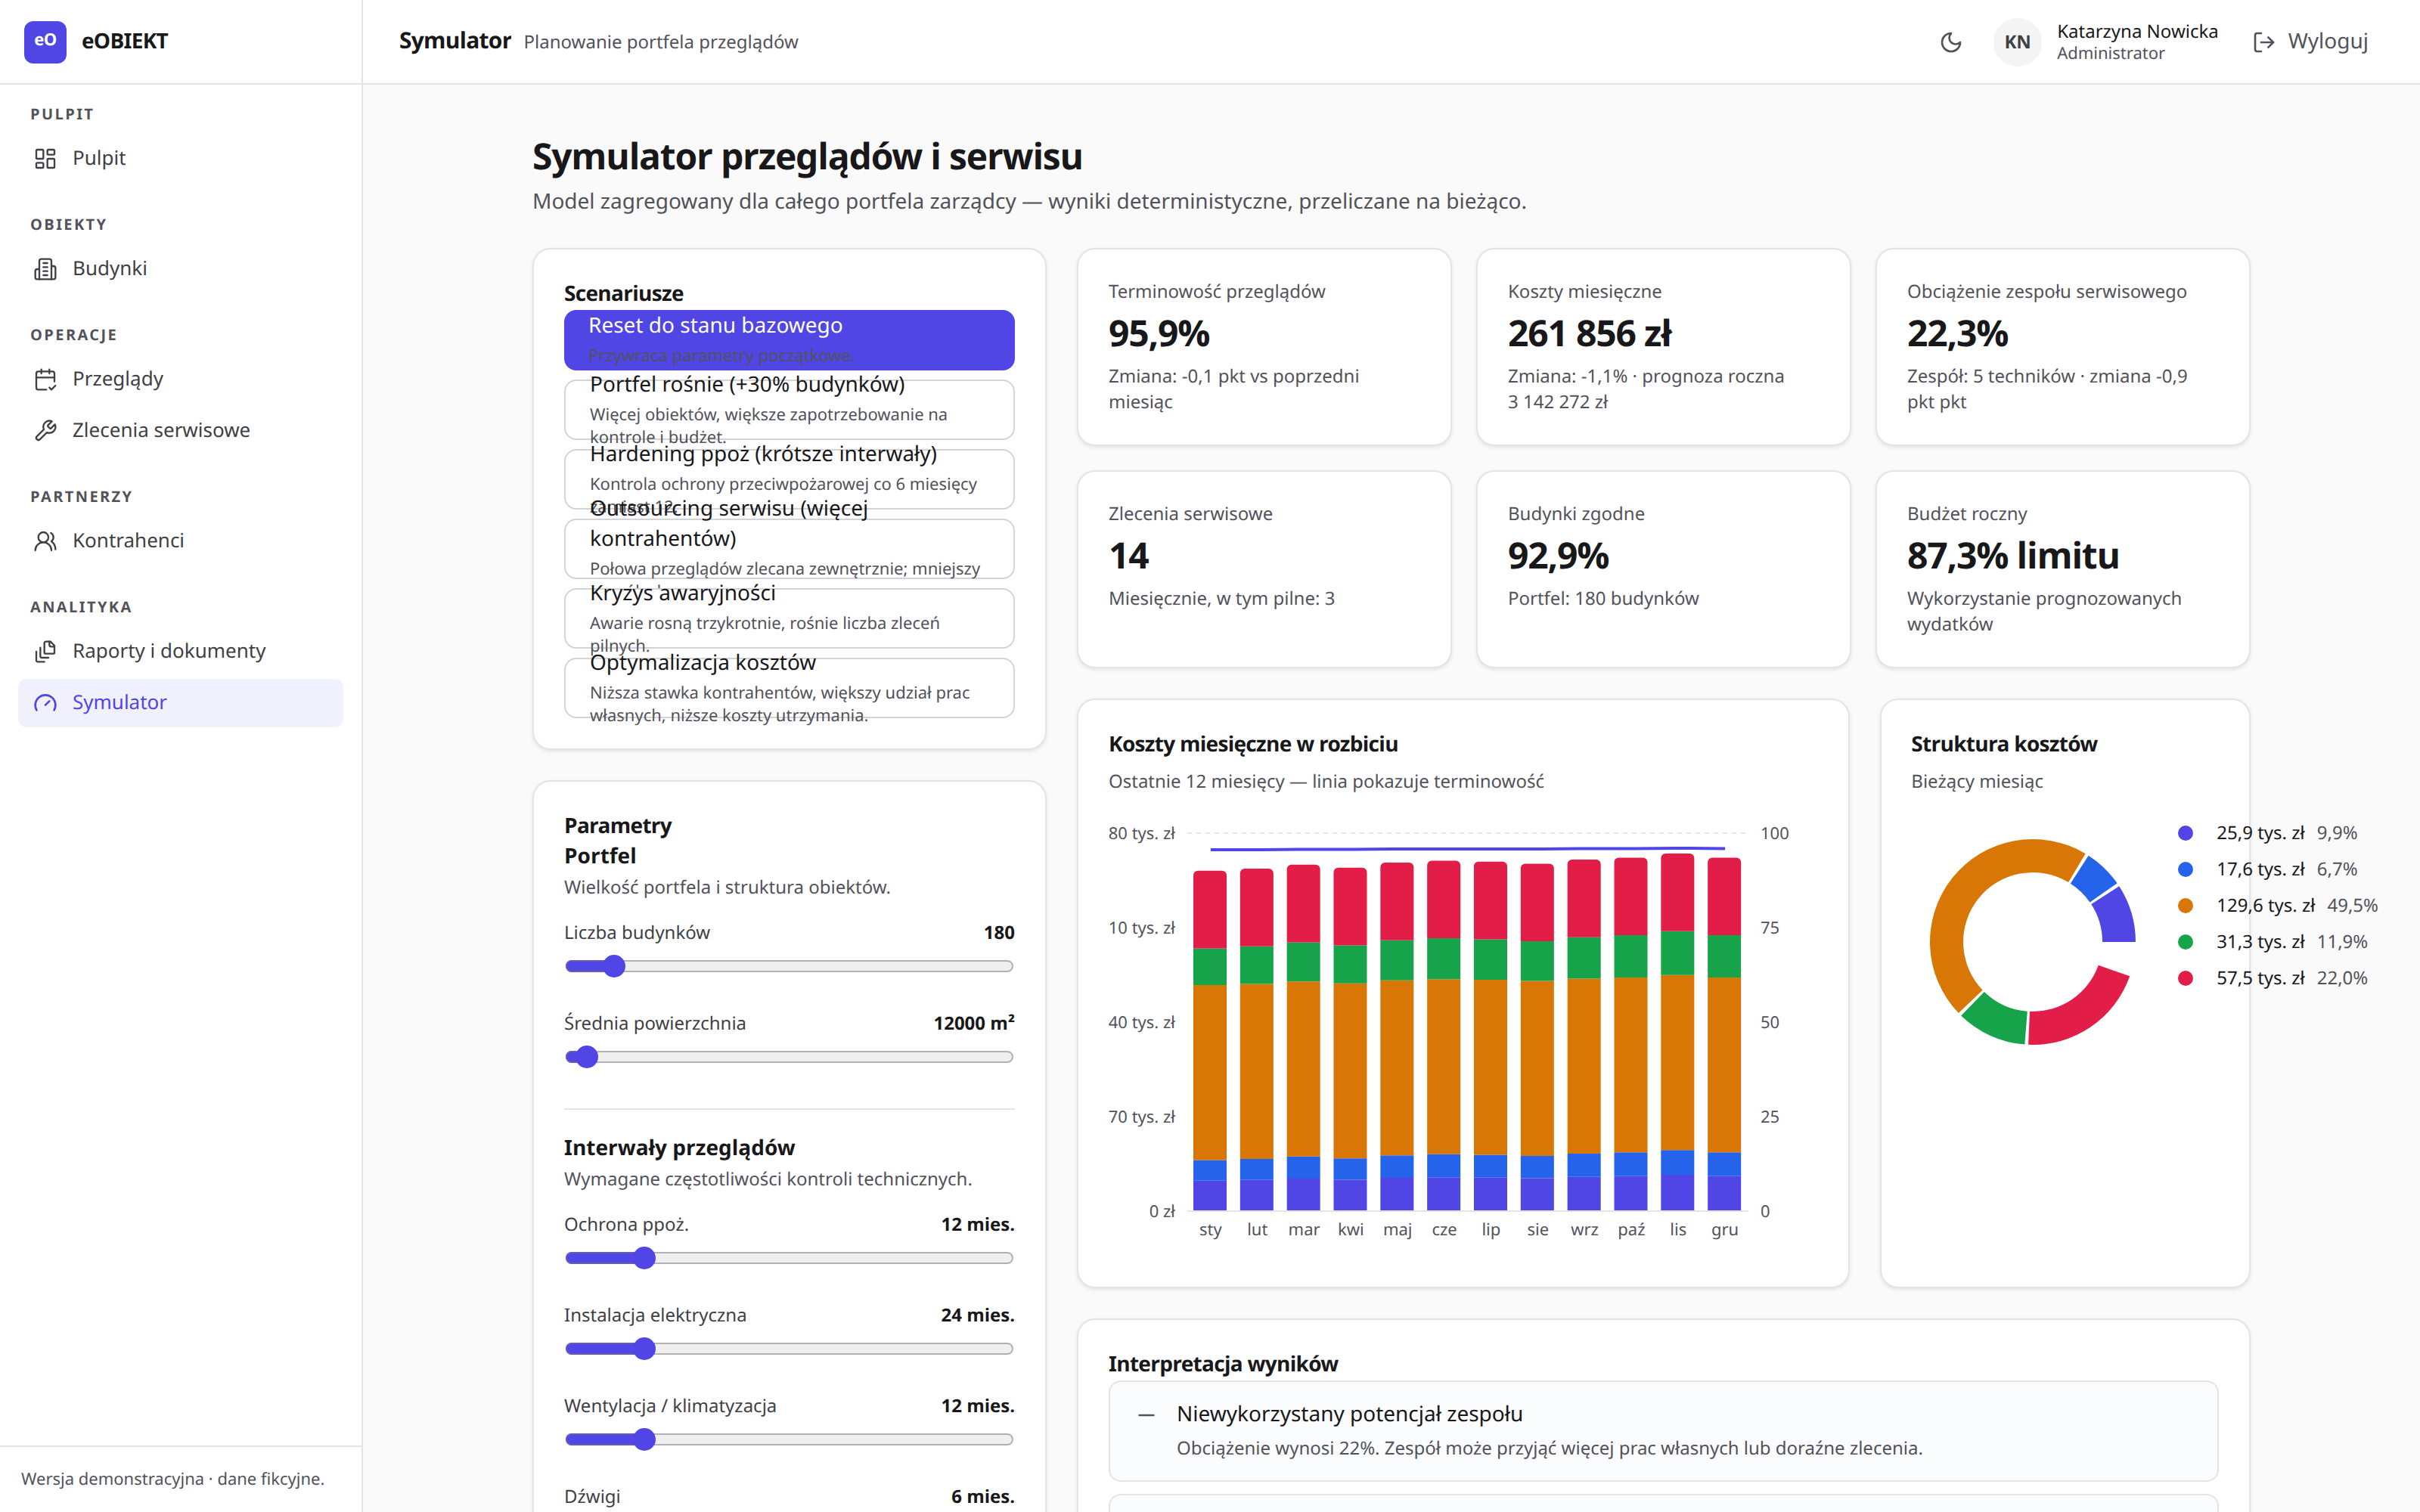 eO eOBIEKT
Symulator Planowanie portfela przeglądów
KN Katarzyna Nowicka
Administrator
Wyloguj
PULPIT
Pulpit
OBIEKTY
Budynki
OPERACJE
Przeglądy
Zlecenia serwisowe
PARTNERZY
Kontrahenci
ANALITYKA
Raporty i dokumenty
Symulator
Wersja demonstracyjna · dane fikcyjne.
Symulator przeglądów i serwisu
Model zagregowany dla całego portfela zarządcy — wyniki deterministyczne, przeliczane na bieżąco.
Scenariusze
Reset do stanu bazowego
Przywraca parametry początkowe.
Portfel rośnie (+30% budynków)
Więcej obiektów, większe zapotrzebowanie na
kontrole i budżet.
Hardening ppoż (krótsze interwały)
Kontrola ochrony przeciwpożarowej co 6 miesięcy
zamiast 12.
Outsourcing serwisu (więcej
kontrahentów)
Połowa przeglądów zlecana zewnętrznie; mniejszy
Kryzys awaryjności
Awarie rosną trzykrotnie, rośnie liczba zleceń
pilnych.
Optymalizacja kosztów
Niższa stawka kontrahentów, większy udział prac
własnych, niższe koszty utrzymania.
Parametry
Portfel
Wielkość portfela i struktura obiektów.
Liczba budynków 180
Średnia powierzchnia 12000 m²
Interwały przeglądów
Wymagane częstotliwości kontroli technicznych.
Ochrona ppoż. 12 mies.
Instalacja elektryczna 24 mies.
Wentylacja / klimatyzacja 12 mies.
Dźwigi 6 mies.
Terminowość przeglądów
95,9%
Zmiana: -0,1 pkt vs poprzedni
miesiąc
Koszty miesięczne
261 856 zł
Zmiana: -1,1% · prognoza roczna
3 142 272 zł
Obciążenie zespołu serwisowego
22,3%
Zespół: 5 techników · zmiana -0,9
pkt pkt
Zlecenia serwisowe
14
Miesięcznie, w tym pilne: 3
Budynki zgodne
92,9%
Portfel: 180 budynków
Budżet roczny
87,3% limitu
Wykorzystanie prognozowanych
wydatków
Koszty miesięczne w rozbiciu
Ostatnie 12 miesięcy — linia pokazuje terminowość
80 tys. zł 100
10 tys. zł 75
40 tys. zł 50
70 tys. zł 25
0 zł 0
sty lut mar kwi maj cze lip sie wrz paź lis gru
Struktura kosztów
Bieżący miesiąc
25,9 tys. zł 9,9%
17,6 tys. zł 6,7%
129,6 tys. zł 49,5%
31,3 tys. zł 11,9%
57,5 tys. zł 22,0%
Interpretacja wyników
Niewykorzystany potencjał zespołu
Obciążenie wynosi 22%. Zespół może przyjąć więcej prac własnych lub doraźne zlecenia.